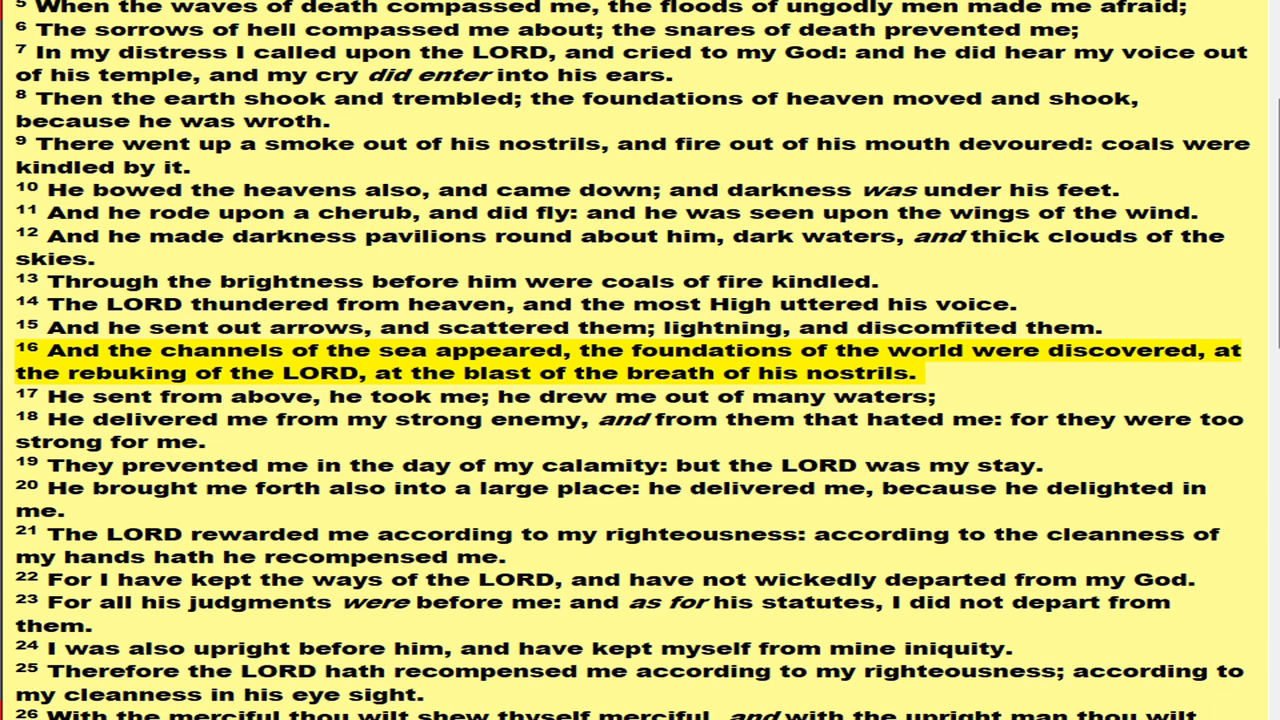 5 When the waves of death compassed me, the floods of ungodly men made me afraid;
6 The sorrows of hell compassed me about; the snares of death prevented me;
7 In my distress I called upon the LORD, and cried to my God: and he did hear my voice out
of his temple, and my cry did enter into his ears.
8 Then the earth shook and trembled; the foundations of heaven moved and shook,
because he was wroth.
9 There went up a smoke out of his nostrils, and fire out of his mouth devoured: coals were
kindled by it.
10 He bowed the heavens also, and came down; and darkness was under his feet.
11 And he rode upon a cherub, and did fly: and he was seen upon the wings of the wind.
12 And he made darkness pavilions round about him, dark waters, and thick clouds of the
skies.
13 Through the brightness before him were coals of fire kindled.
14 The LORD thundered from heaven, and the most High uttered his voice.
15 And he sent out arrows, and scattered them; lightning, and discomfited them.
16 And the channels of the sea appeared, the foundations of the world were discovered, at
the rebuking of the LORD, at the blast of the breath of his nostrils.
17 He sent from above, he took me; he drew me out of many waters;
18 He delivered me from my strong enemy, and from them that hated me: for they were too
strong for me.
19 They prevented me in the day of my calamity: but the LORD was my stay.
20 He brought me forth also into a large place: he delivered me, because he delighted in
me.
21 The LORD rewarded me according to my righteousness: according to the cleanness of
my hands hath he recompensed me.
22 For I have kept the ways of the LORD, and have not wickedly departed from my God.
23 For all his judgments were before me: and as for his statutes, I did not depart from
them.
24 I was also upright before him, and have kept myself from mine iniquity.
25 Therefore the LORD hath recompensed me according to my righteousness; according to
my cleanness in his eye sight.
26 With the merciful thou wilt shew thyself merciful, and with the upright man thou wilt